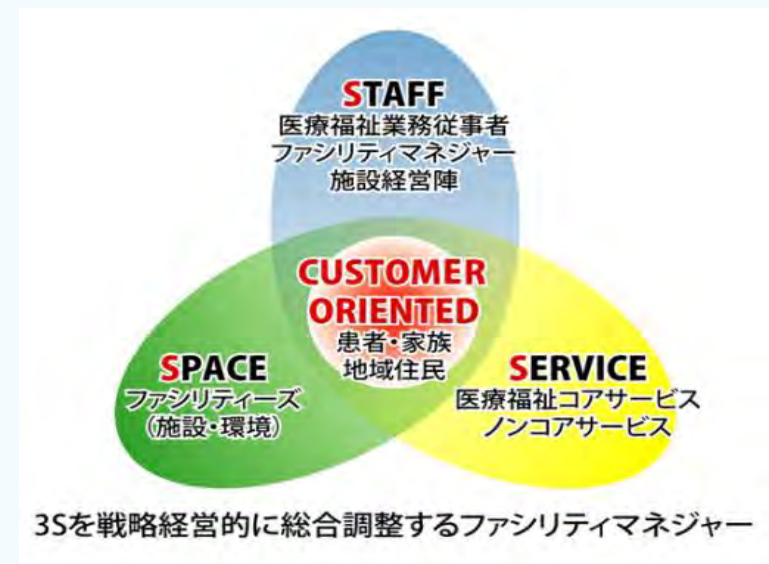 STAFF
医療福祉業務従事者
ファシリティマネジャー
施設経営陣
CUSTOMER
ORIENTED
患者・家族
地域住民
SPACE
ファシリティーズ
(施設・環境)
SERVICE
医療福祉コアサービス
ノンコアサービス
3Sを戦略経営的に総合調整するファシリティマネジャー